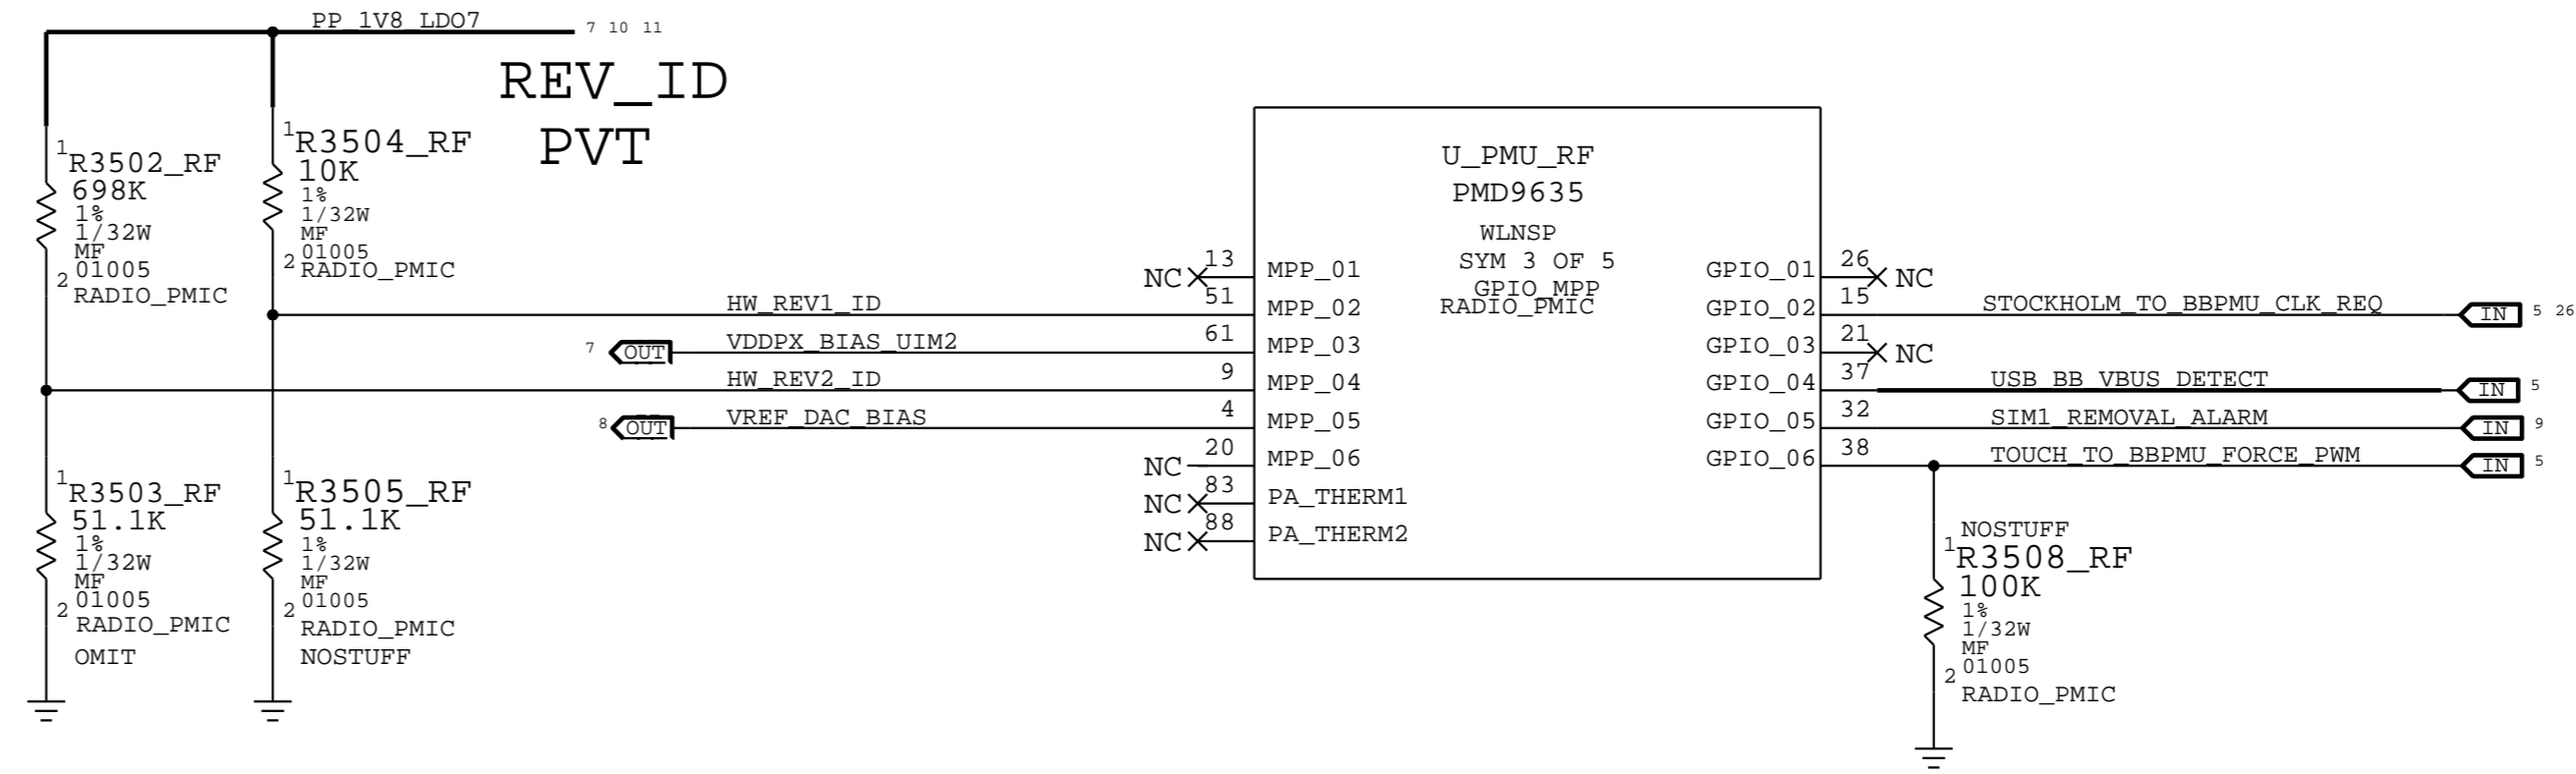 PP_1V8_LDO7
7 10 11
REV_ID
PVT
1
R3502_RF
698K
1%
1/32W
MF
01005
2
RADIO_PMIC
1
R3504_RF
10K
1%
1/32W
MF
01005
2
RADIO_PMIC
1
R3503_RF
51.1K
1%
1/32W
MF
01005
2
RADIO_PMIC
OMIT
1
R3505_RF
51.1K
1%
1/32W
MF
01005
2
RADIO_PMIC
NOSTUFF
HW_REV1_ID
7 OUT VDDPX_BIAS_UIM2
HW_REV2_ID
8 OUT VREF_DAC_BIAS
U_PMU_RF
PMD9635
WLNSP
SYM 3 OF 5
GPIO_MPP
RADIO_PMIC
NC 13 MPP_01
51 MPP_02
61 MPP_03
9 MPP_04
4 MPP_05
NC 20 MPP_06
NC 83 PA_THERM1
NC 88 PA_THERM2
GPIO_01 26 NC
GPIO_02 15 STOCKHOLM_TO_BBPMU_CLK_REQ IN 5 26
GPIO_03 21 NC
GPIO_04 37 USB_BB_VBUS_DETECT IN 5
GPIO_05 32 SIM1_REMOVAL_ALARM IN 9
GPIO_06 38 TOUCH_TO_BBPMU_FORCE_PWM IN 5
NOSTUFF
1
R3508_RF
100K
1%
1/32W
MF
01005
2
RADIO_PMIC